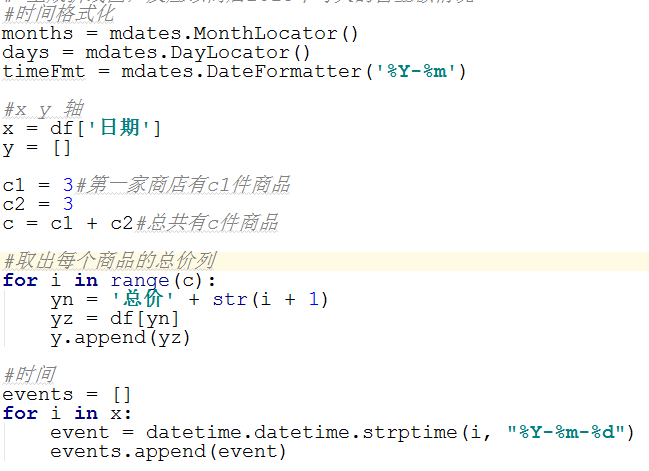 #时间格式化
months = mdates.MonthLocator()
days = mdates.DayLocator()
timeFmt = mdates.DateFormatter('%Y-%m')
#x y 轴
x = df['日期']
y = []
c1 = 3#第一家商店有c1件商品
c2 = 3
c = c1 + c2#总共有c件商品
#取出每个商品的总价列
for i in range(c):
    yn = '总价' + str(i + 1)
    yz = df[yn]
    y.append(yz)
#时间
events = []
for i in x:
    event = datetime.datetime.strptime(i, "%Y-%m-%d")
    events.append(event)